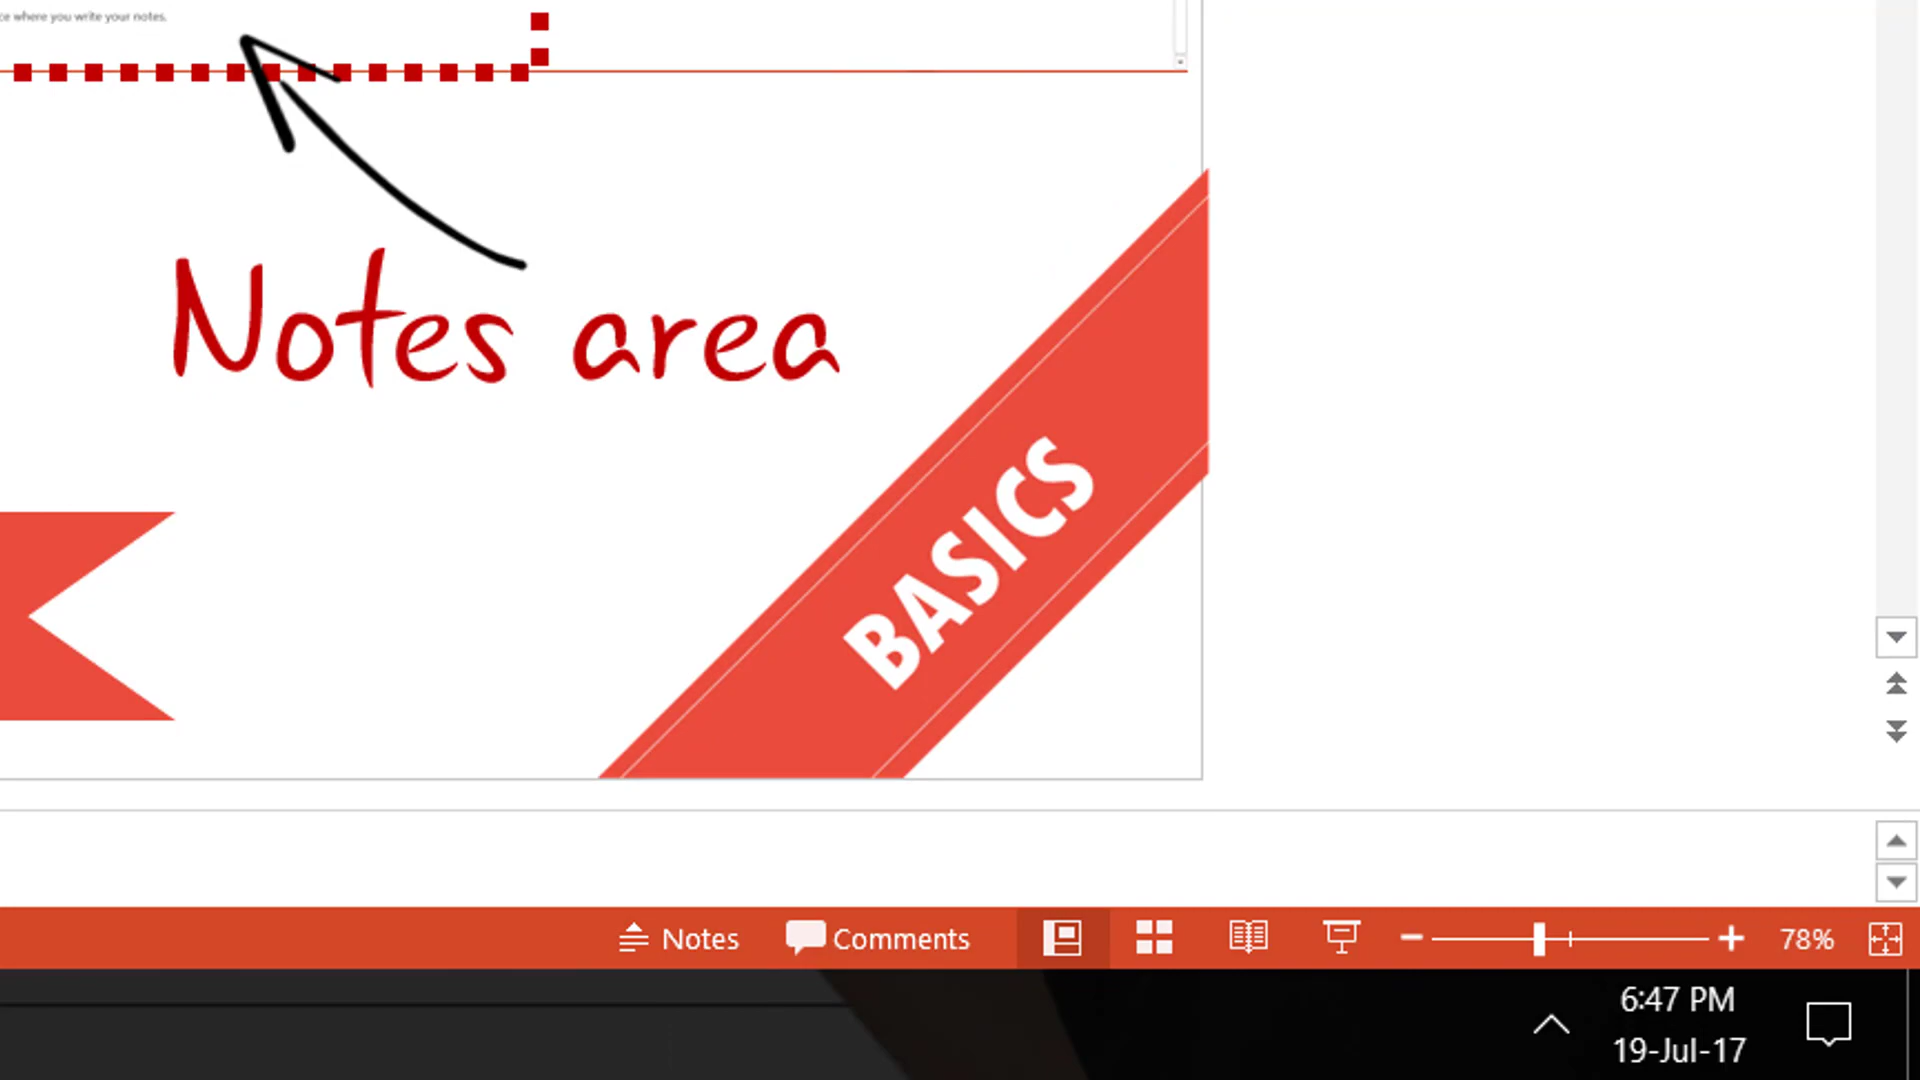 where you write your notes.
Notes area
BASICS
Notes
Comments
78%
6:47 PM
19-Jul-17